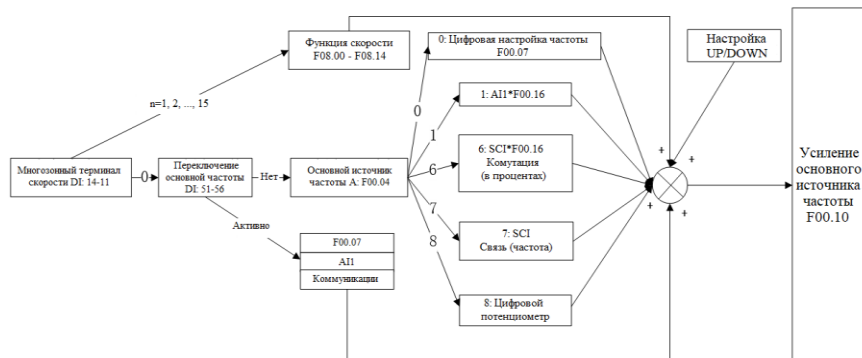 Функция скорости
F08.00 - F08.14
0: Цифровая настройка частоты
F00.07
Настройка
UP/DOWN
n=1, 2, ..., 15
0
1: AI1*F00.16
1
6: SCI*F00.16
Комутация
(в процентах)
+
+
Многозонный терминал
скорости DI: 14-11
0
Переключение
основной частоты
DI: 51-56
Нет
Основной источник
частоты А: F00.04
6
Усиление
основного
источника
частоты
F00.10
7
+
+
Активно
7: SCI
Связь (частота)
F00.07
AI1
Коммуникации
8
8: Цифровой
потенциометр